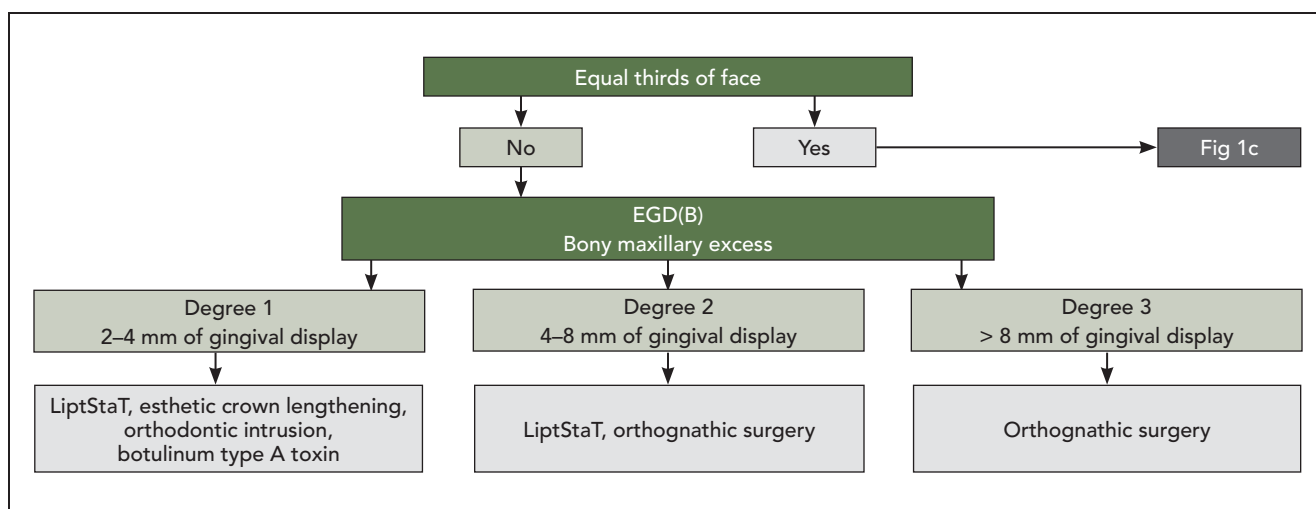 Equal thirds of face
No
Yes
Fig 1c
EGD(B)
Bony maxillary excess
Degree 1
2–4 mm of gingival display
Degree 2
4–8 mm of gingival display
Degree 3
> 8 mm of gingival display
LiptStaT, esthetic crown lengthening,
orthodontic intrusion,
botulinum type A toxin
LiptStaT, orthognathic surgery
Orthognathic surgery